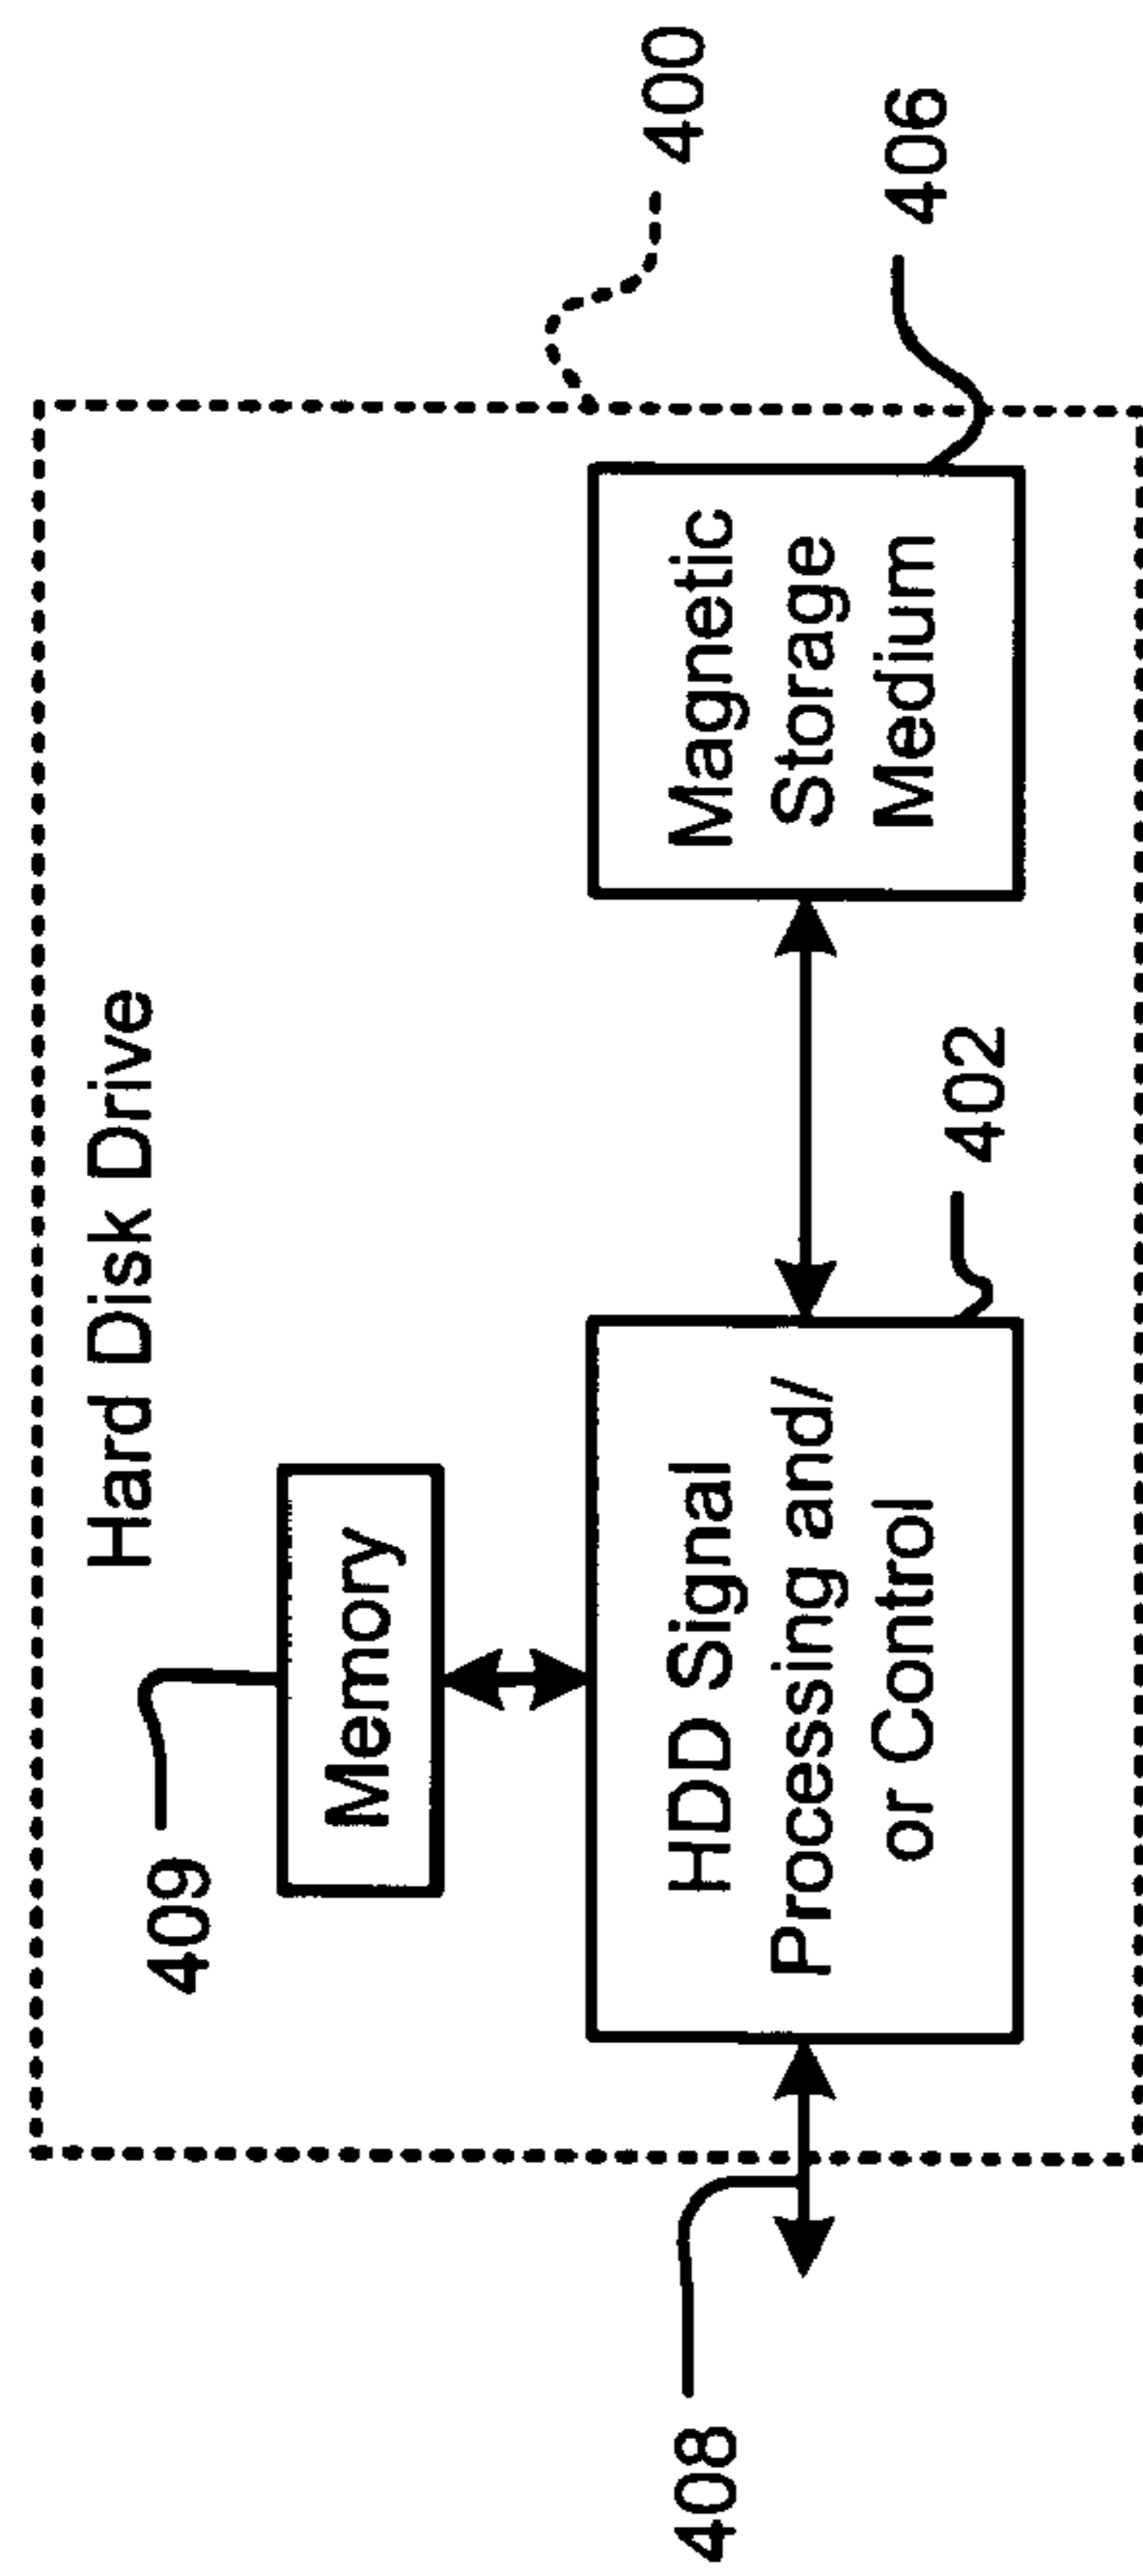 Hard Disk Drive
400
409
Memory
HDD Signal
Processing and/
or Control
402
Magnetic
Storage
Medium
406
408